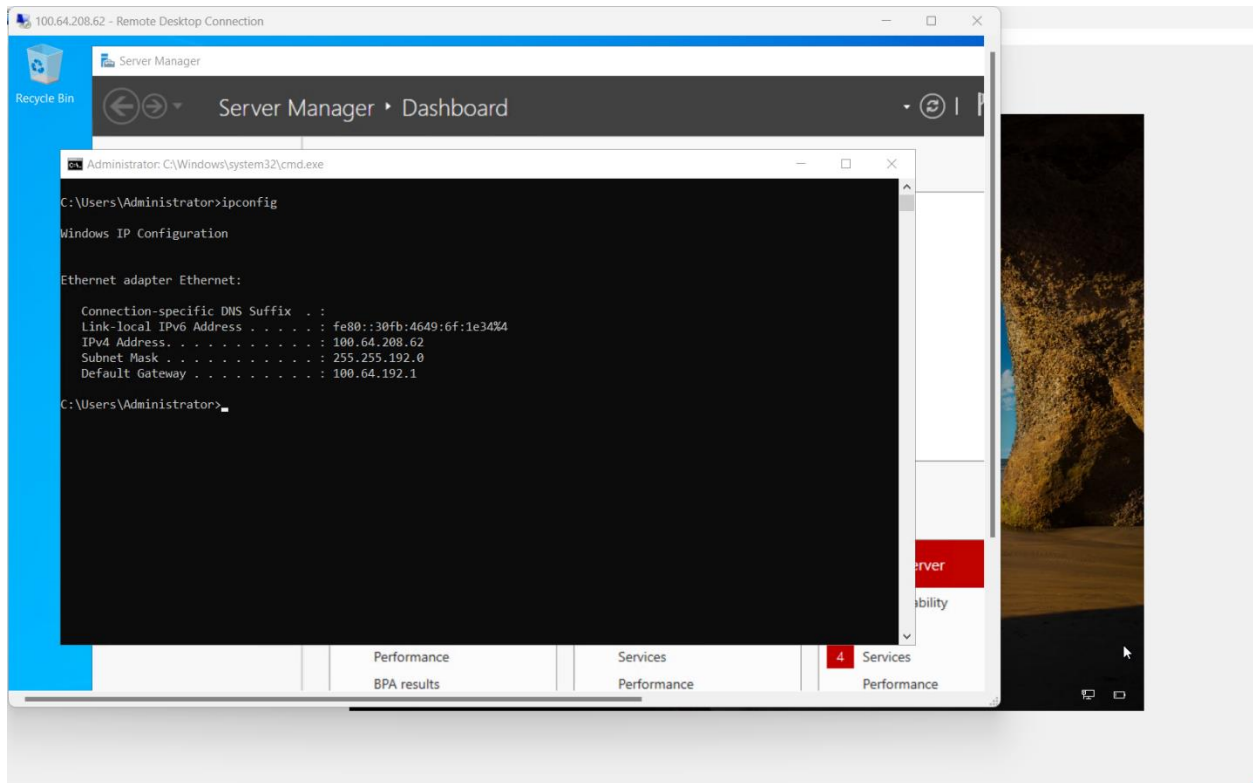 100.64.208.62 - Remote Desktop Connection
Server Manager
Recycle Bin
Server Manager • Dashboard
Administrator: C:\Windows\system32\cmd.exe
C:\Users\Administrator>ipconfig
Windows IP Configuration
Ethernet adapter Ethernet:
Connection-specific DNS Suffix . :
Link-local IPv6 Address . . . . . : fe80::30fb:4649:6f:1e34%4
IPv4 Address. . . . . . . . . . . : 100.64.208.62
Subnet Mask . . . . . . . . . . . : 255.255.192.0
Default Gateway . . . . . . . . . : 100.64.192.1
C:\Users\Administrator>
erver
ability
Performance Services 4 Services
BPA results Performance Performance